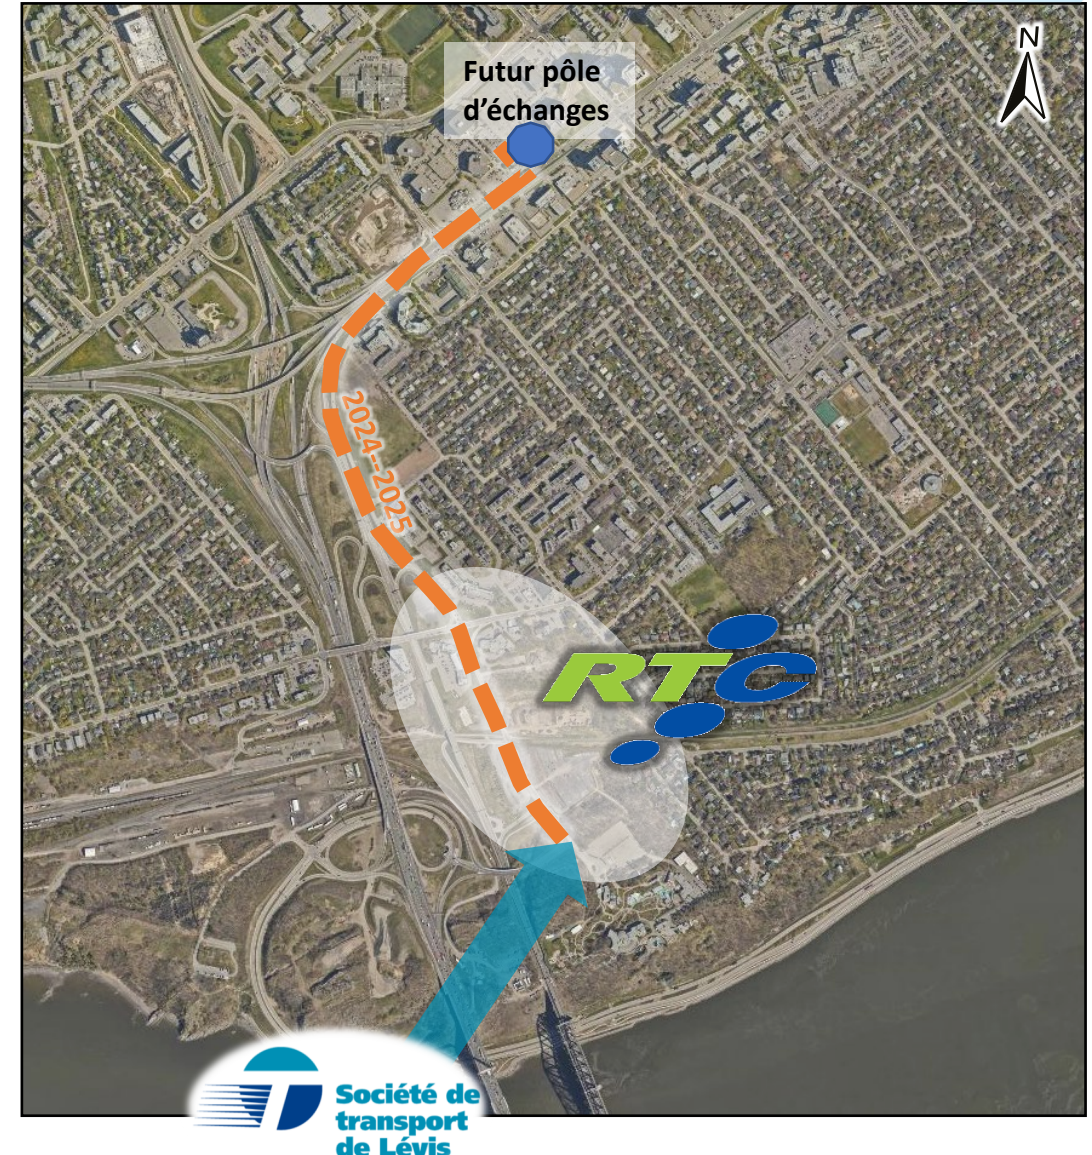 N
Futur pôle
d'échanges
2024--2025
RTC
Société de
transport
de Lévis